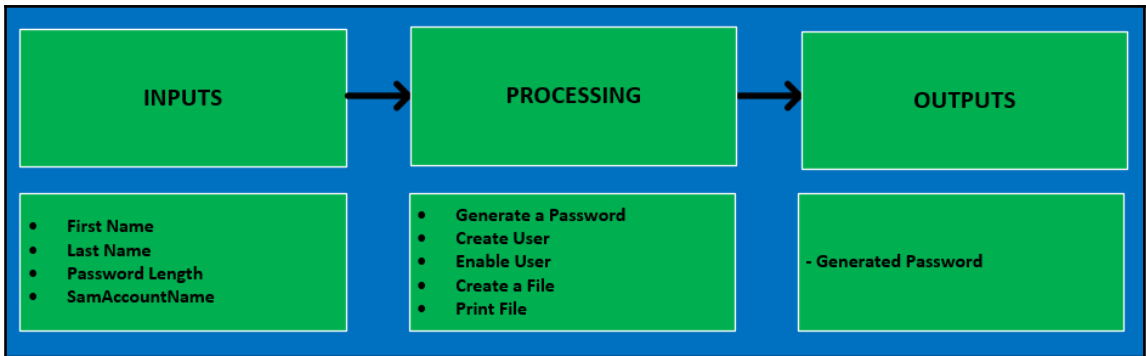 INPUTS
PROCESSING
OUTPUTS
• First Name
• Last Name
• Password Length
• SamAccountName
• Generate a Password
• Create User
• Enable User
• Create a File
• Print File
- Generated Password